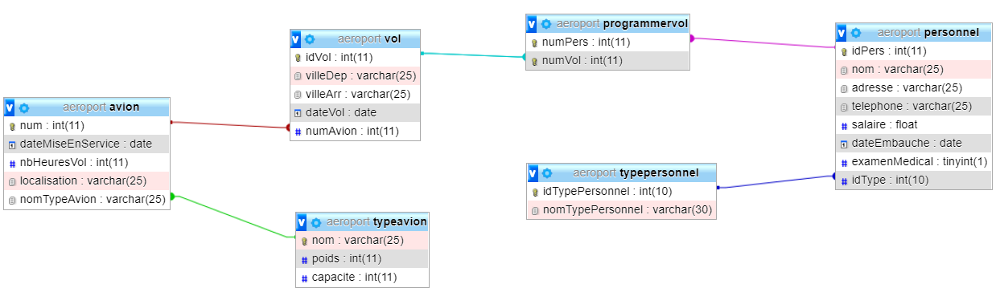 v aeroport avion
num : int(11)
dateMiseEnService : date
nbHeuresVol : int(11)
localisation : varchar(25)
nomTypeAvion : varchar(25)
v aeroport vol
idVol : int(11)
villeDep : varchar(25)
villeArr : varchar(25)
dateVol : date
# numAvion : int(11)
v aeroport typeavion
nom : varchar(25)
# poids : int(11)
# capacite : int(11)
v aeroport programmervol
numPers : int(11)
numVol : int(11)
v aeroport typepersonnel
idTypePersonnel : int(10)
nomTypePersonnel : varchar(30)
v aeroport personnel
idPers : int(11)
nom : varchar(25)
adresse : varchar(25)
telephone : varchar(25)
# salaire : float
dateEmbauche : date
# examenMedical : tinyint(1)
# idType : int(10)